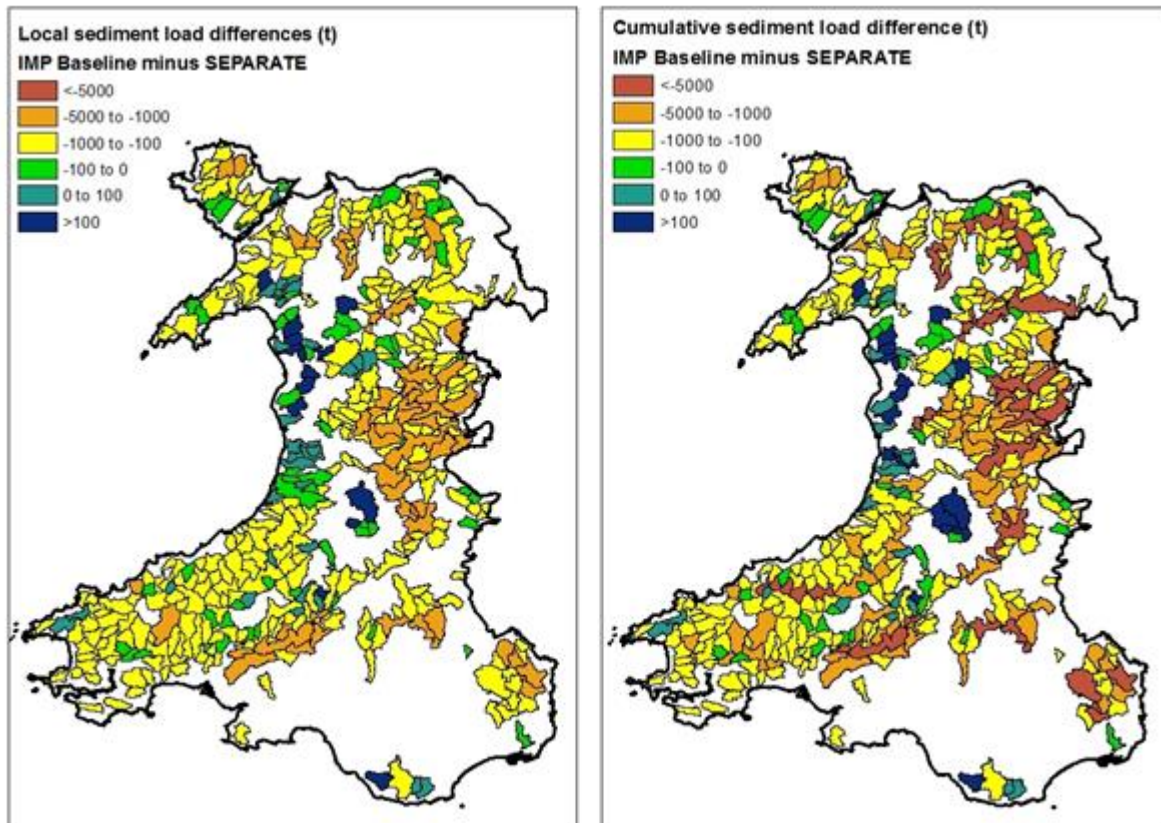 Local sediment load differences (t)
IMP Baseline minus SEPARATE
<-5000
-5000 to -1000
-1000 to -100
-100 to 0
0 to 100
>100
Cumulative sediment load difference (t)
IMP Baseline minus SEPARATE
<-5000
-5000 to -1000
-1000 to -100
-100 to 0
0 to 100
>100